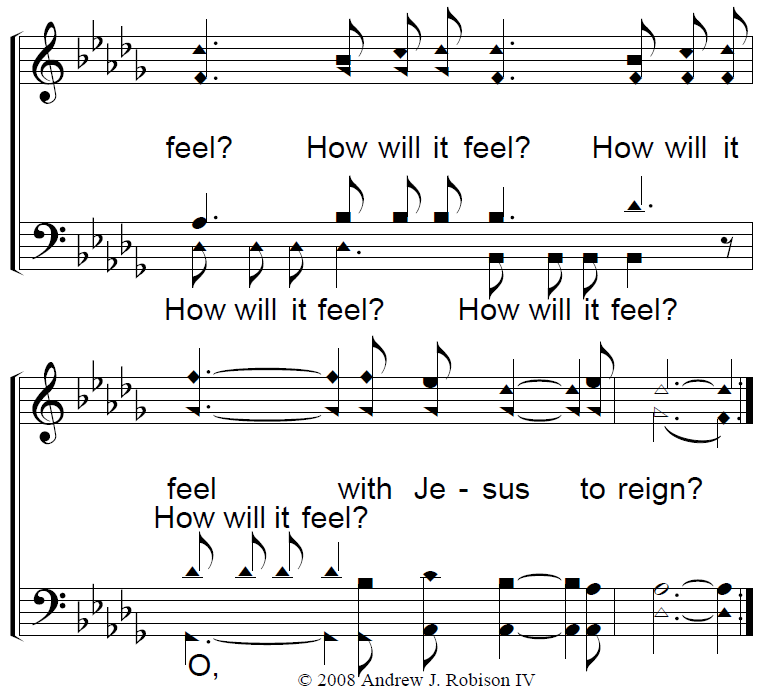 feel? How will it feel? How will it
How will it feel? How will it feel?
feel with Je - sus to reign?
How will it feel?
O,
© 2008 Andrew J. Robison IV